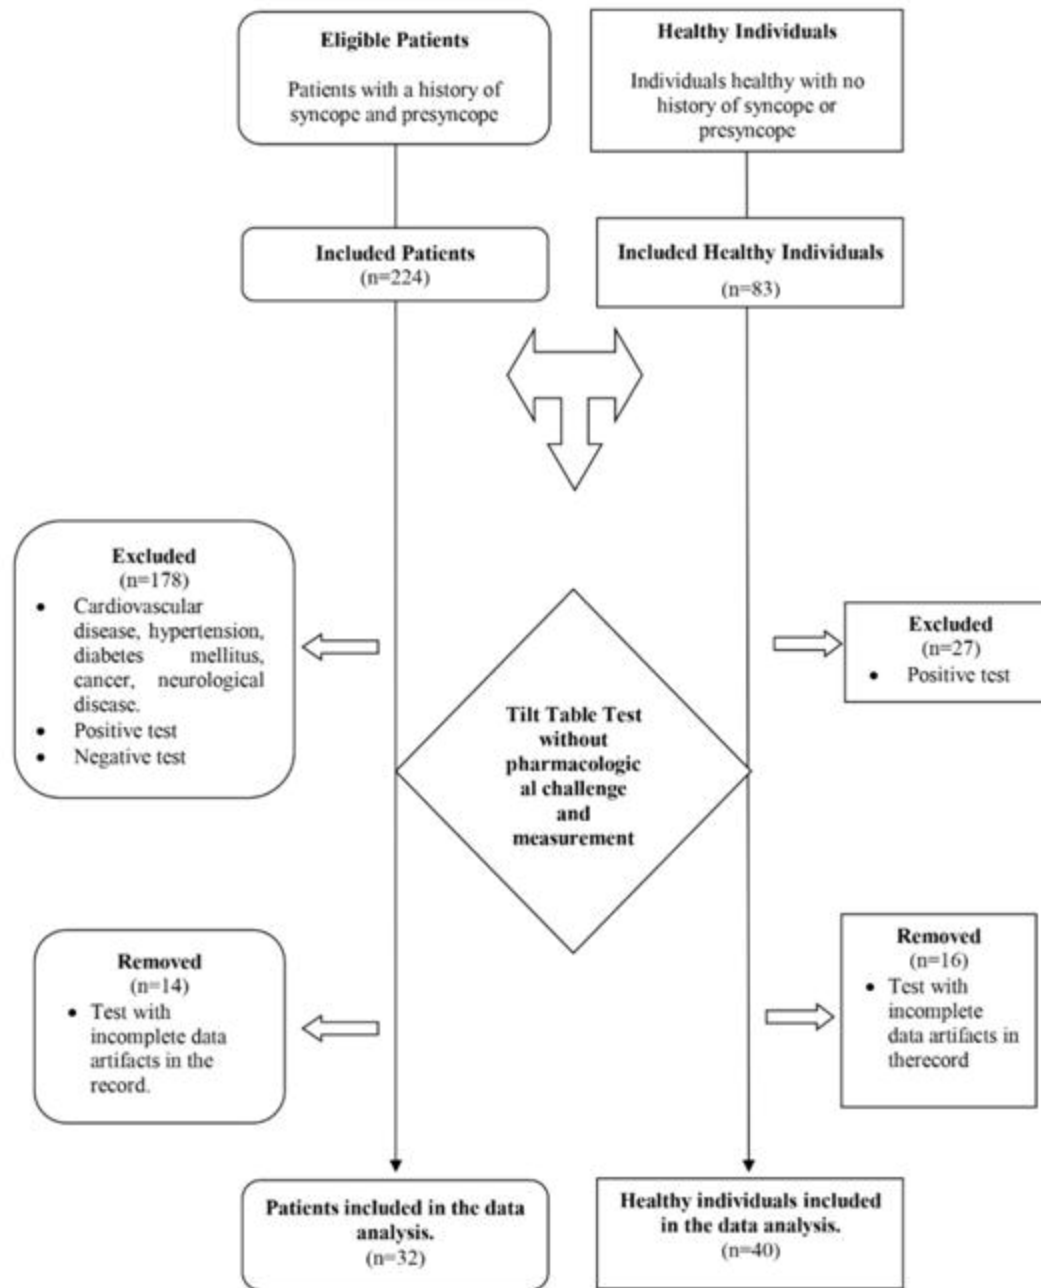 Eligible Patients
Patients with a history of
syncope and presyncope
Healthy Individuals
Individuals healthy with no
history of syncope or
presyncope
Included Patients
(n=224)
Included Healthy Individuals
(n=83)
Excluded
(n=178)
• Cardiovascular
disease, hypertension,
diabetes mellitus,
cancer, neurological
disease.
• Positive test
• Negative test
Excluded
(n=27)
• Positive test
Tilt Table Test
without
pharmacologic
al challenge
and
measurement
Removed
(n=14)
• Test with
incomplete data
artifacts in the
record.
Removed
(n=16)
• Test with
incomplete
data artifacts in
therecord
Patients included in the data
analysis.
(n=32)
Healthy individuals included
in the data analysis.
(n=40)